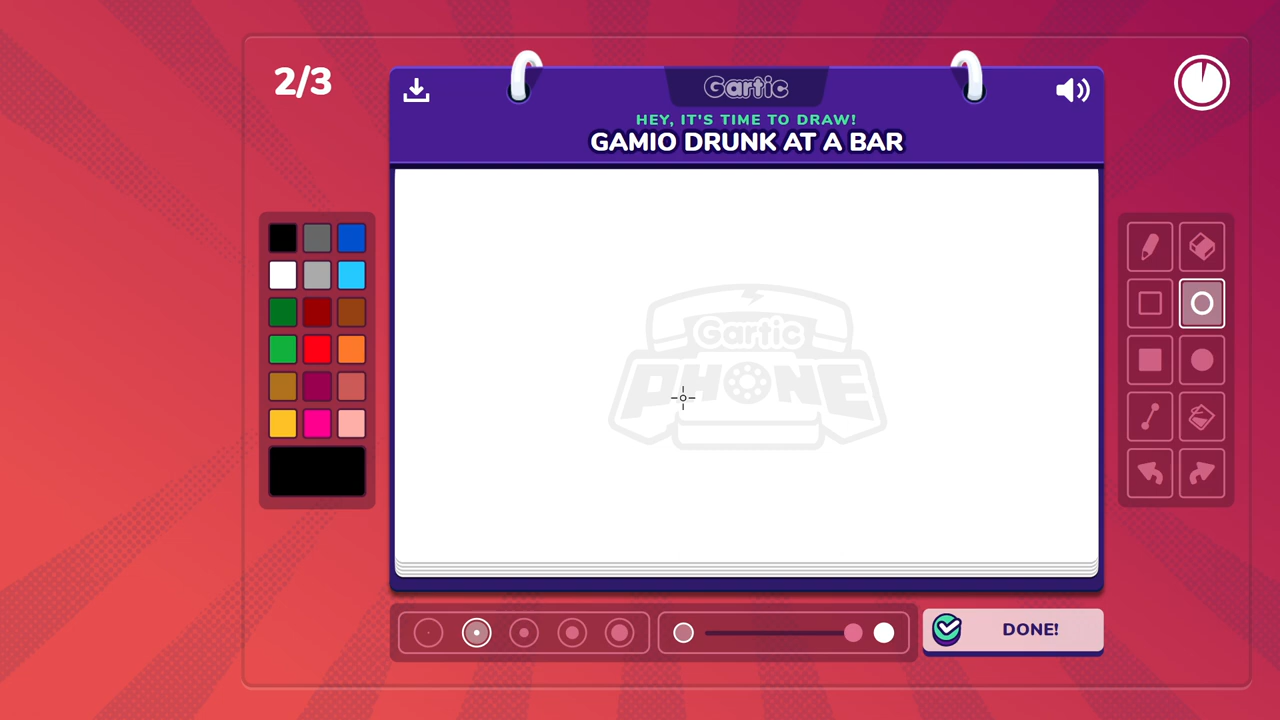 2/3
Gartic
HEY, IT'S TIME TO DRAW!
GAMIO DRUNK AT A BAR
Gartic
PHONE
DONE!